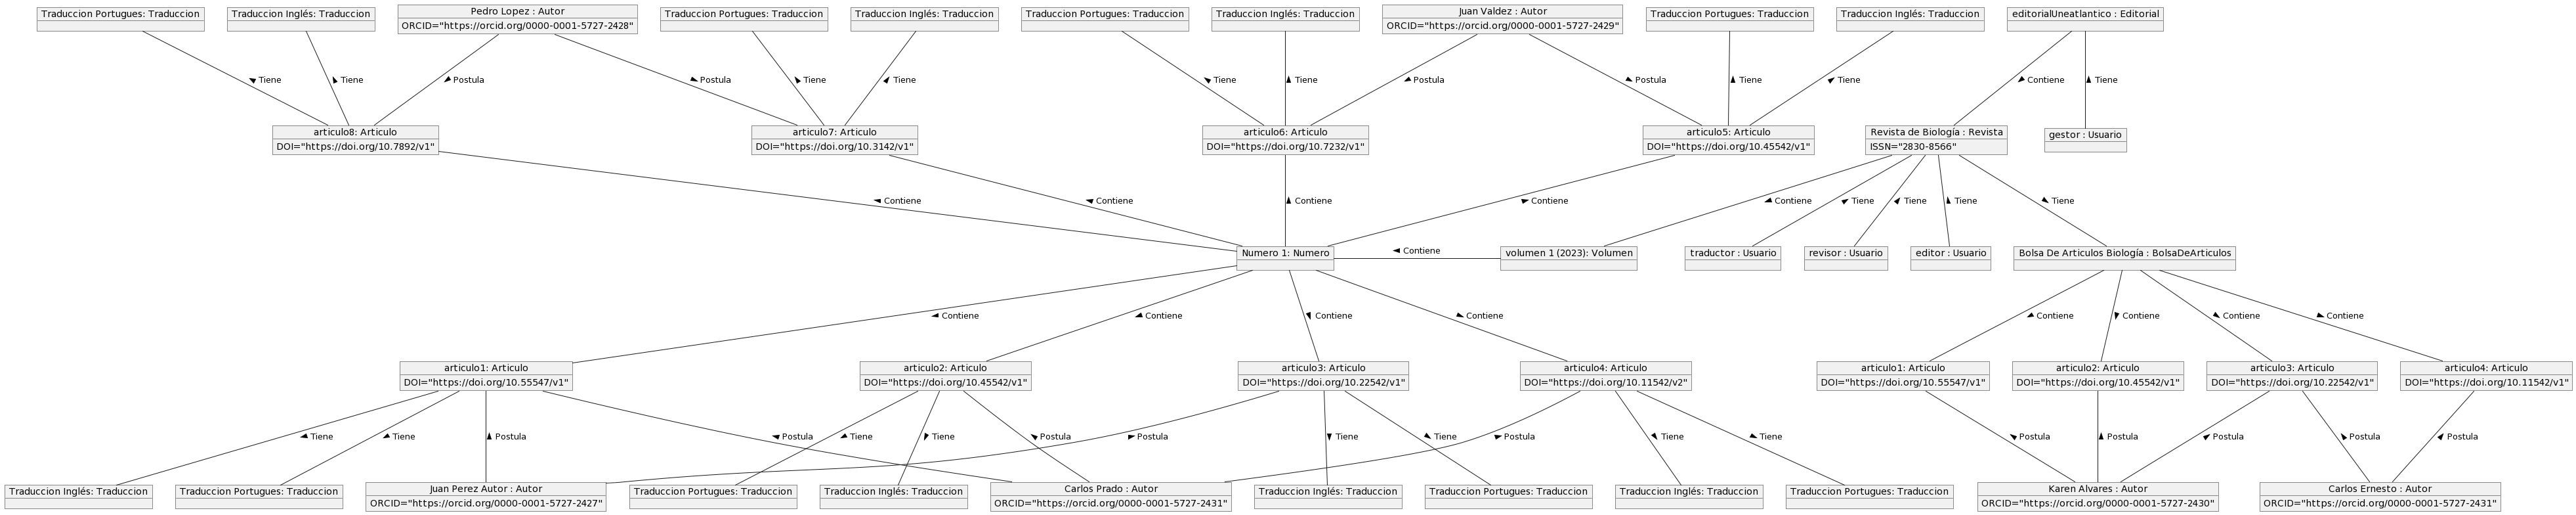 Traduccion Portugues: Traduccion
Traduccion Inglés: Traduccion
Pedro Lopez : Autor
ORCID="https://orcid.org/0000-0001-5727-2428"
Traduccion Portugues: Traduccion
Traduccion Inglés: Traduccion
Traduccion Portugues: Traduccion
Traduccion Inglés: Traduccion
Juan Valdez : Autor
ORCID="https://orcid.org/0000-0001-5727-2429"
Traduccion Portugues: Traduccion
Traduccion Inglés: Traduccion
editorialUneatlantico : Editorial
Tiene
Tiene
Postula
Postula
Tiene
Tiene
Tiene
Tiene
Postula
Postula
Tiene
Tiene
Contiene
Tiene
articulo8: Articulo
DOI="https://doi.org/10.7892/v1"
articulo7: Articulo
DOI="https://doi.org/10.3142/v1"
articulo6: Articulo
DOI="https://doi.org/10.7232/v1"
articulo5: Articulo
DOI="https://doi.org/10.45542/v1"
Revista de Biología : Revista
ISSN="2830-8566"
gestor : Usuario
Contiene
Contiene
Contiene
Contiene
Contiene
Tiene
Tiene
Tiene
Tiene
Numero 1: Numero
Contiene
volumen 1 (2023): Volumen
traductor : Usuario
revisor : Usuario
editor : Usuario
Bolsa De Articulos Biología : BolsaDeArticulos
Contiene
Contiene
Contiene
Contiene
Contiene
Contiene
Contiene
Contiene
articulo1: Articulo
DOI="https://doi.org/10.55547/v1"
articulo2: Articulo
DOI="https://doi.org/10.45542/v1"
articulo3: Articulo
DOI="https://doi.org/10.22542/v1"
articulo4: Articulo
DOI="https://doi.org/10.11542/v2"
articulo1: Articulo
DOI="https://doi.org/10.55547/v1"
articulo2: Articulo
DOI="https://doi.org/10.45542/v1"
articulo3: Articulo
DOI="https://doi.org/10.22542/v1"
articulo4: Articulo
DOI="https://doi.org/10.11542/v1"
Tiene
Tiene
Postula
Postula
Tiene
Tiene
Postula
Postula
Tiene
Tiene
Postula
Tiene
Tiene
Postula
Postula
Postula
Postula
Postula
Traduccion Inglés: Traduccion
Traduccion Portugues: Traduccion
Juan Perez Autor : Autor
ORCID="https://orcid.org/0000-0001-5727-2427"
Traduccion Portugues: Traduccion
Traduccion Inglés: Traduccion
Carlos Prado : Autor
ORCID="https://orcid.org/0000-0001-5727-2431"
Traduccion Inglés: Traduccion
Traduccion Portugues: Traduccion
Traduccion Inglés: Traduccion
Traduccion Portugues: Traduccion
Karen Alvares : Autor
ORCID="https://orcid.org/0000-0001-5727-2430"
Carlos Ernesto : Autor
ORCID="https://orcid.org/0000-0001-5727-2431"